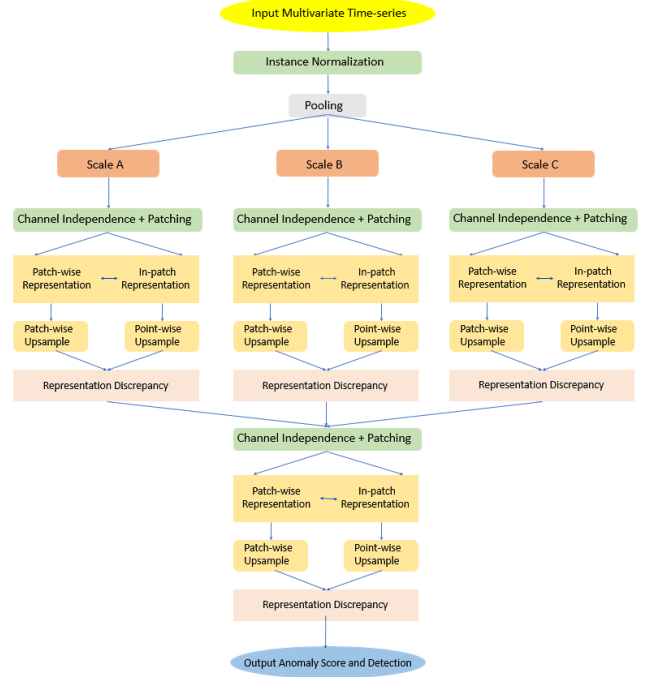 Input Multivariate Time-series
Instance Normalization
Pooling
Scale A
Scale B
Scale C
Channel Independence + Patching
Channel Independence + Patching
Channel Independence + Patching
Patch-wise
Representation
In-patch
Representation
Patch-wise
Representation
In-patch
Representation
Patch-wise
Representation
In-patch
Representation
Patch-wise
Upsample
Point-wise
Upsample
Patch-wise
Upsample
Point-wise
Upsample
Patch-wise
Upsample
Point-wise
Upsample
Representation Discrepancy
Representation Discrepancy
Representation Discrepancy
Channel Independence + Patching
Patch-wise
Representation
In-patch
Representation
Patch-wise
Upsample
Point-wise
Upsample
Representation Discrepancy
Output Anomaly Score and Detection